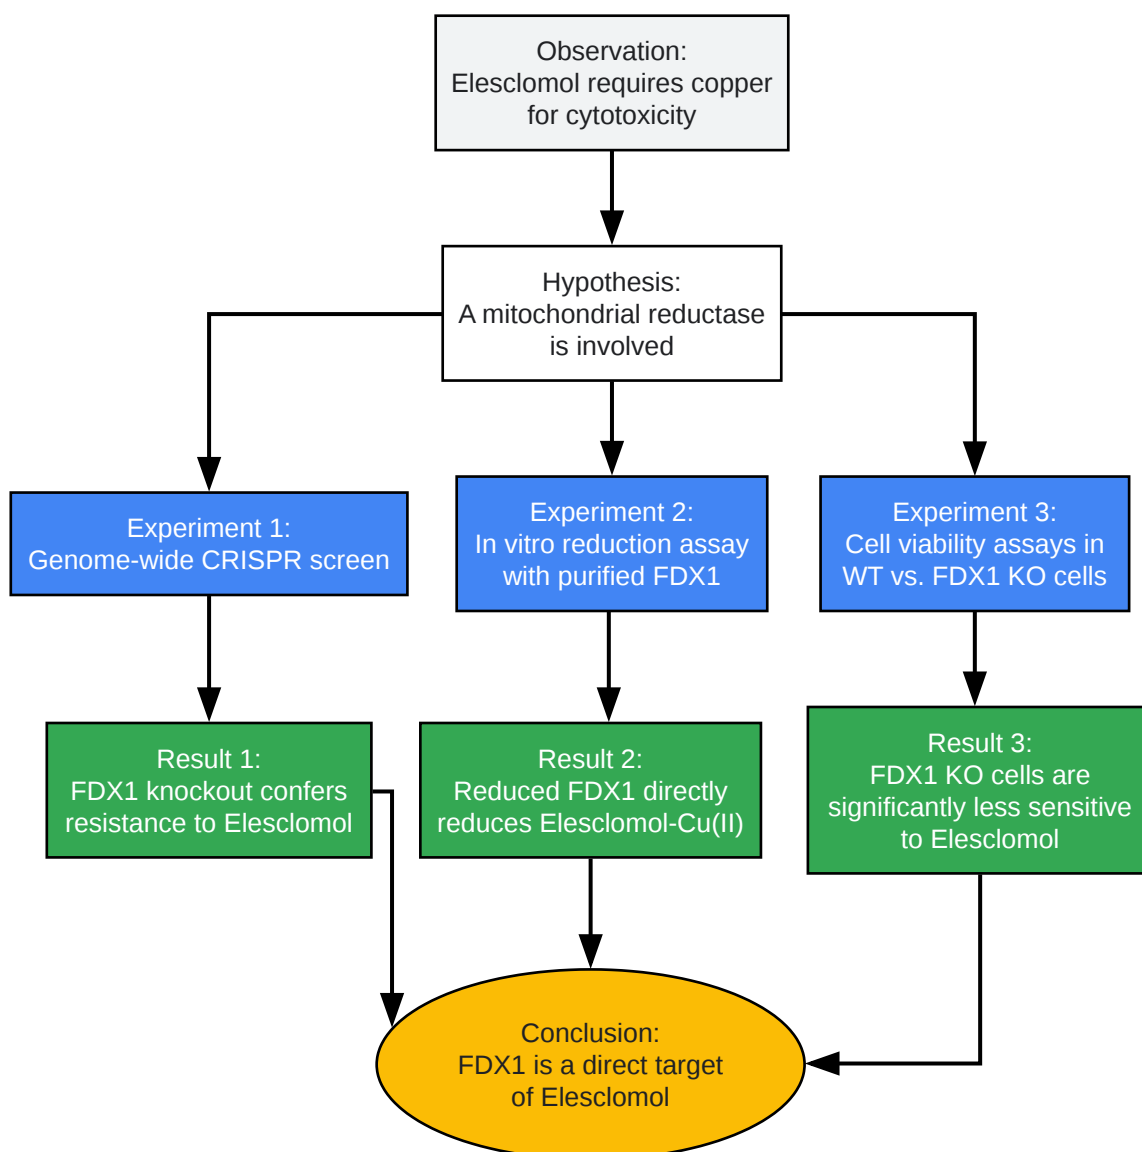 Observation:
Elesclomol requires copper
for cytotoxicity
Hypothesis:
A mitochondrial reductase
is involved
Experiment 1:
Genome-wide CRISPR screen
Experiment 2:
In vitro reduction assay
with purified FDX1
Experiment 3:
Cell viability assays in
WT vs. FDX1 KO cells
Result 1:
FDX1 knockout confers
resistance to Elesclomol
Result 2:
Reduced FDX1 directly
reduces Elesclomol-Cu(II)
Result 3:
FDX1 KO cells are
significantly less sensitive
to Elesclomol
Conclusion:
FDX1 is a direct target
of Elesclomol